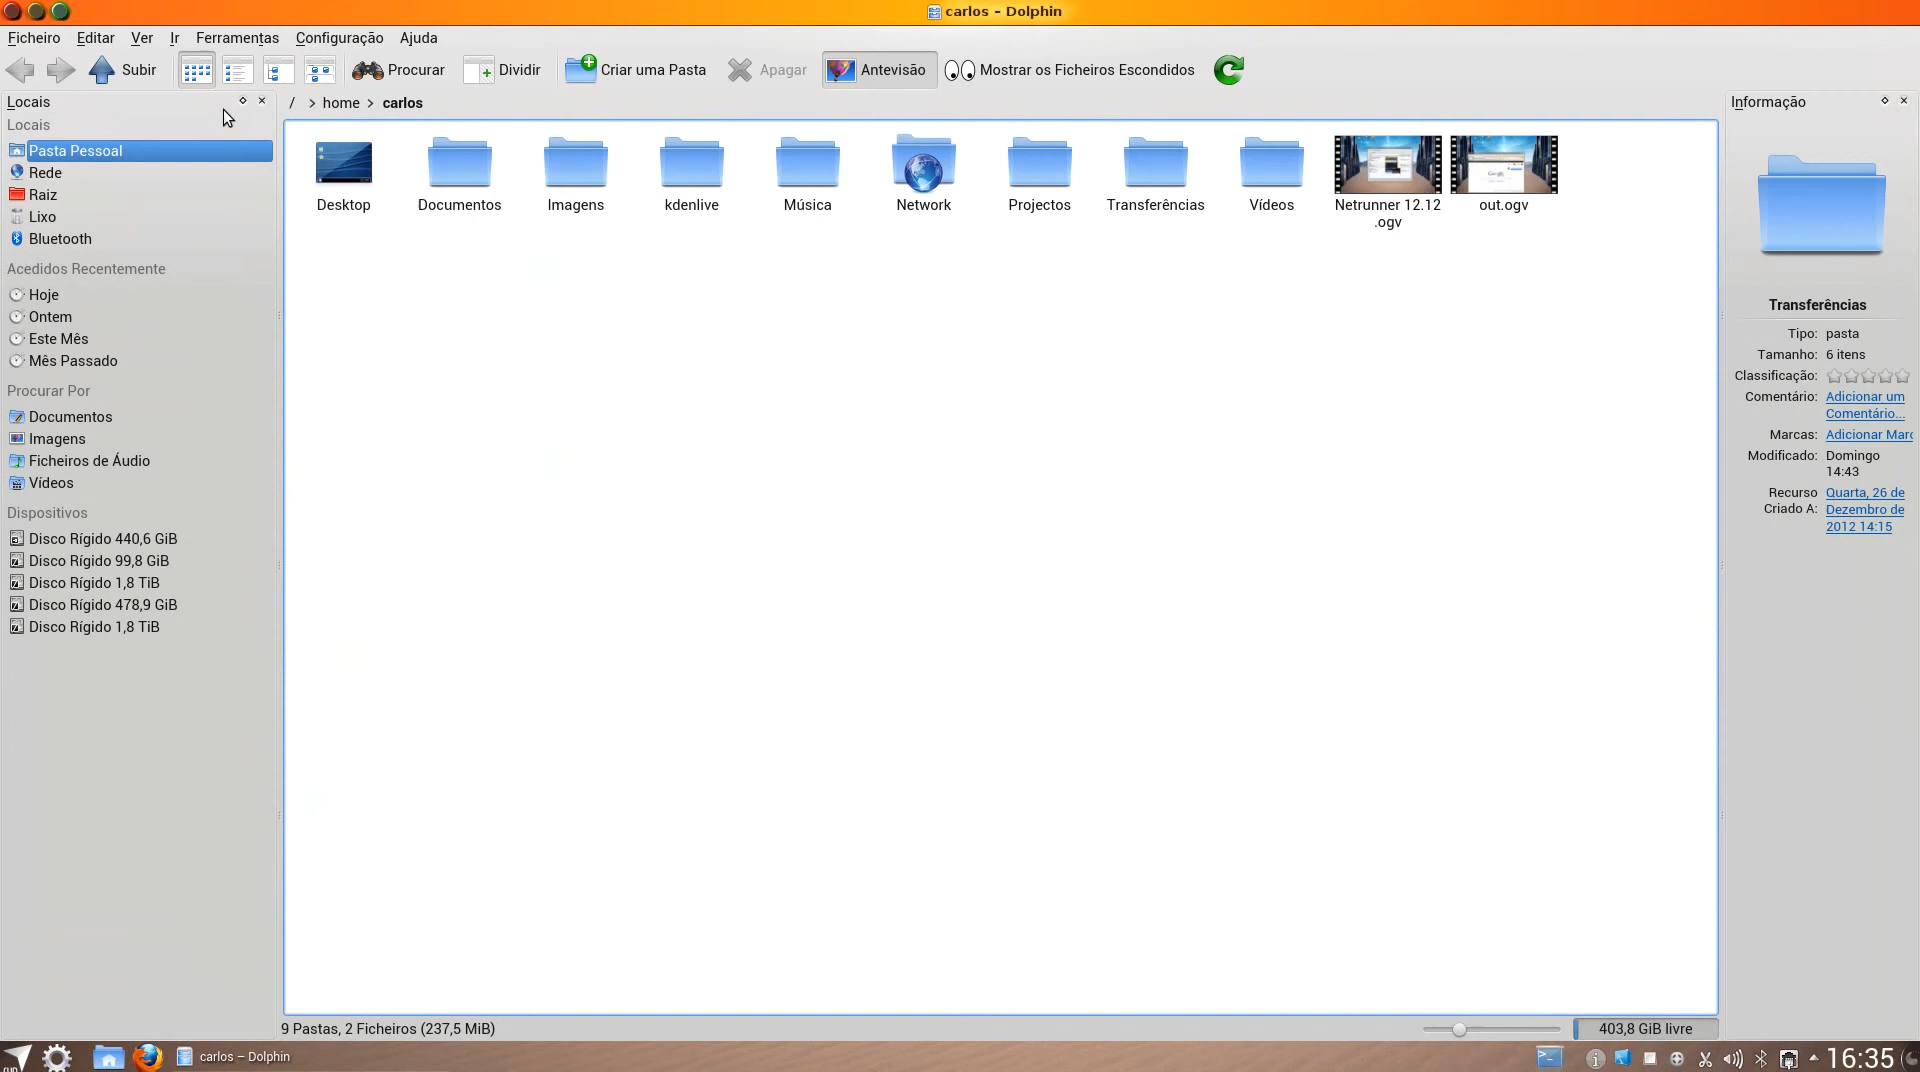 carlos – Dolphin
Ficheiro Editar Ver Ir Ferramentas Configuração Ajuda
Subir Procurar Dividir Criar uma Pasta Apagar Antevisão Mostrar os Ficheiros Escondidos
Locais
/ > home > carlos
Informação
Locais
Pasta Pessoal
Rede
Raiz
Lixo
Bluetooth
Acedidos Recentemente
Hoje
Ontem
Este Mês
Mês Passado
Procurar Por
Documentos
Imagens
Ficheiros de Áudio
Vídeos
Dispositivos
Disco Rígido 440,6 GiB
Disco Rígido 99,8 GiB
Disco Rígido 1,8 TiB
Disco Rígido 478,9 GiB
Disco Rígido 1,8 TiB
Desktop Documentos Imagens kdenlive Música Network Projectos Transferências Vídeos Netrunner 12.12 out.ogv
.ogv
Transferências
Tipo: pasta
Tamanho: 6 itens
Classificação:
Comentário: Adicionar um
Comentário...
Marcas: Adicionar Marc
Modificado: Domingo
14:43
Recurso Quarta, 26 de
Criado A: Dezembro de
2012 14:15
9 Pastas, 2 Ficheiros (237,5 MiB)
403,8 GiB livre
run
carlos – Dolphin
16:35